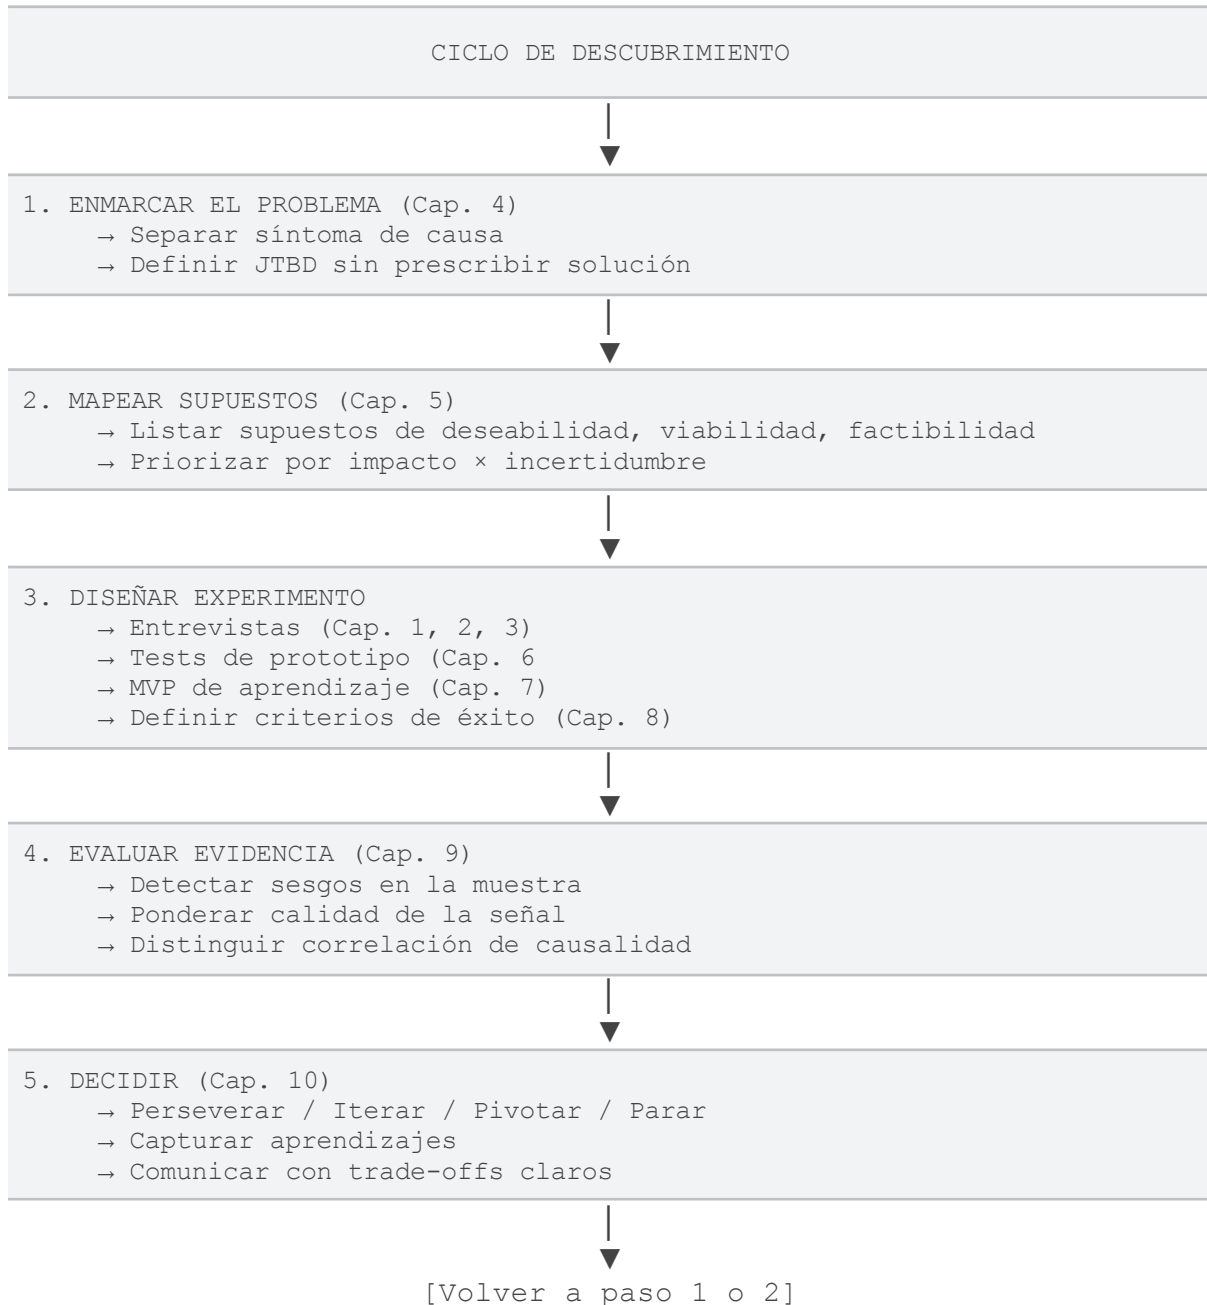 CICLO DE DESCUBRIMIENTO
1. ENMARCAR EL PROBLEMA (Cap. 4)
→ Separar síntoma de causa
→ Definir JTBD sin prescribir solución
2. MAPEAR SUPUESTOS (Cap. 5)
→ Listar supuestos de deseabilidad, viabilidad, factibilidad
→ Priorizar por impacto × incertidumbre
3. DISEÑAR EXPERIMENTO
→ Entrevistas (Cap. 1, 2, 3)
→ Tests de prototipo (Cap. 6
→ MVP de aprendizaje (Cap. 7)
→ Definir criterios de éxito (Cap. 8)
4. EVALUAR EVIDENCIA (Cap. 9)
→ Detectar sesgos en la muestra
→ Ponderar calidad de la señal
→ Distinguir correlación de causalidad
5. DECIDIR (Cap. 10)
→ Perseverar / Iterar / Pivotar / Parar
→ Capturar aprendizajes
→ Comunicar con trade-offs claros
[Volver a paso 1 o 2]